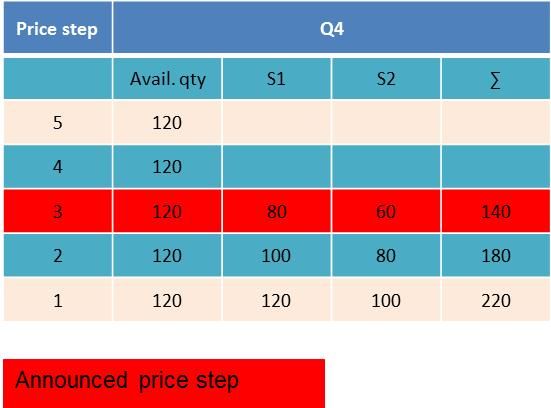 Price step Q4
Avail. qty S1 S2 ∑
5 120
4 120
3 120 80 60 140
2 120 100 80 180
1 120 120 100 220
Announced price step